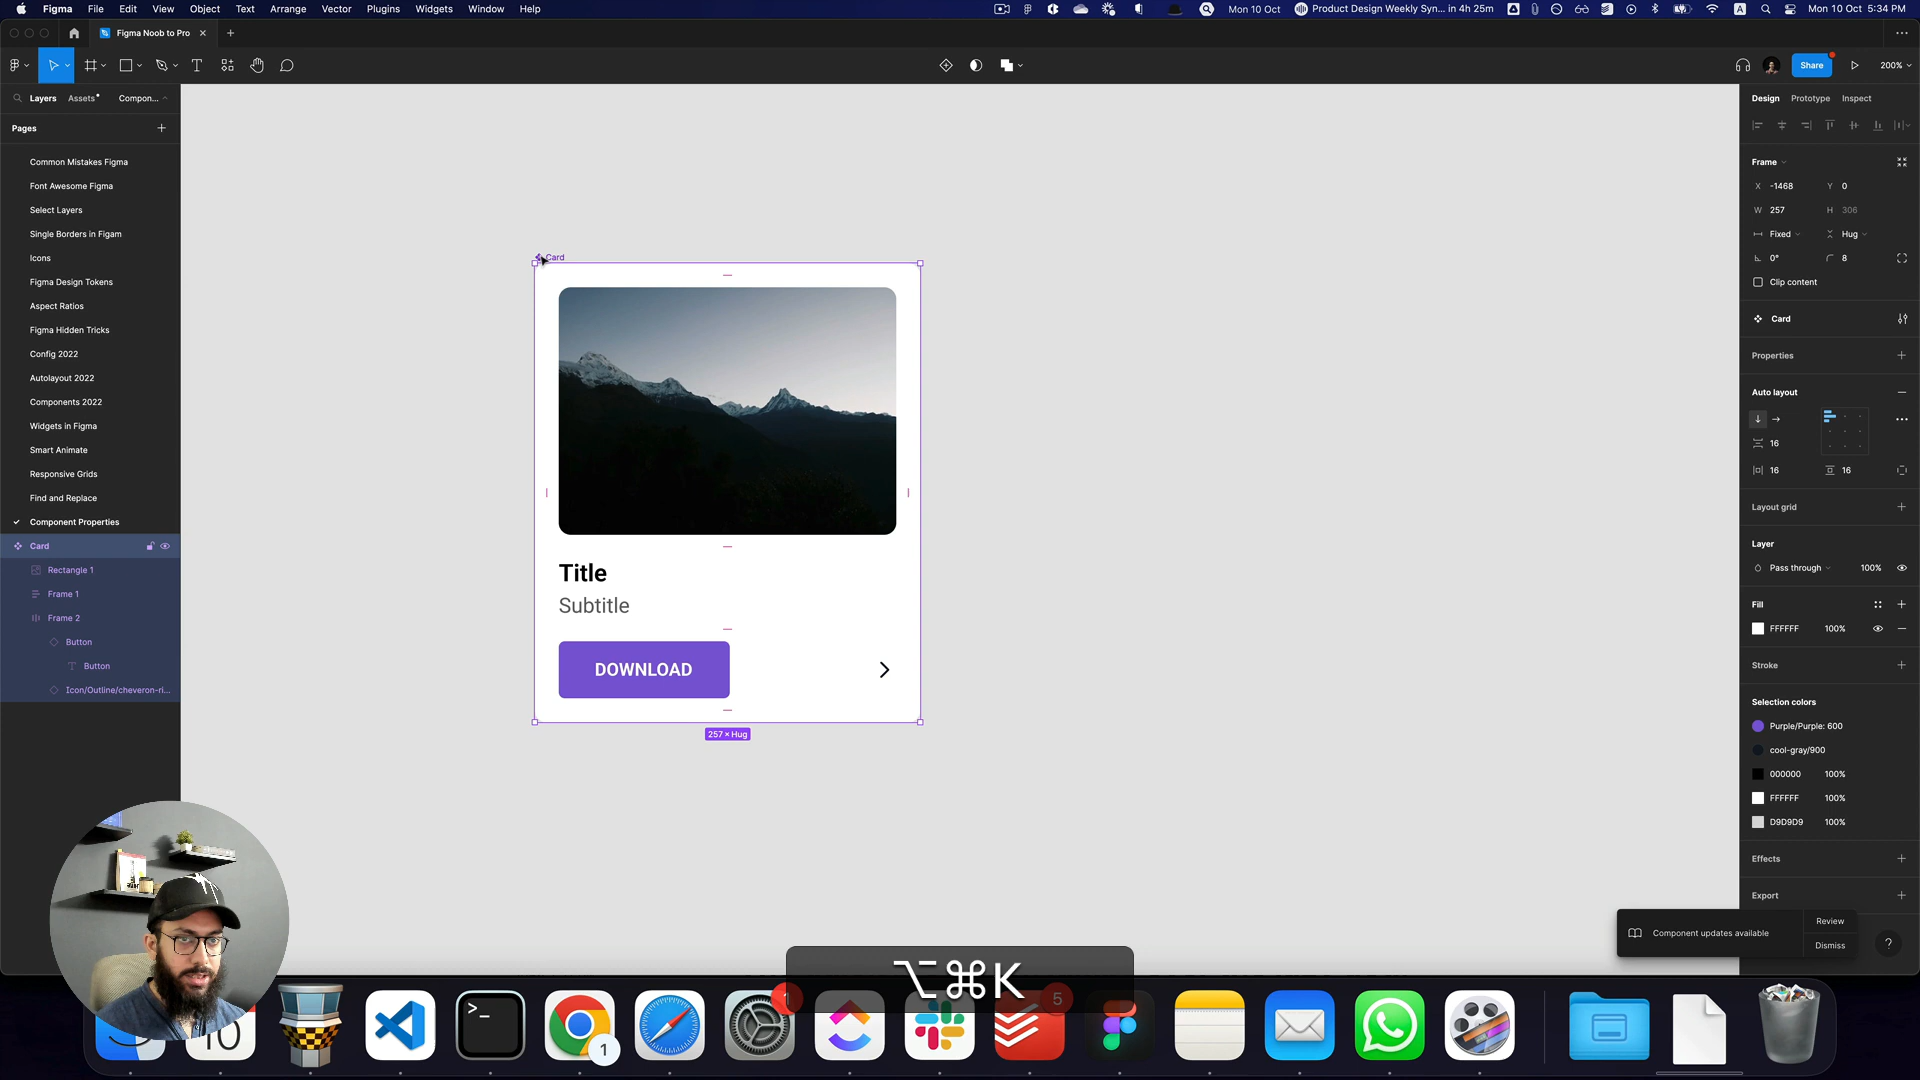 Figma File Edit View Object Text Arrange Vector Plugins Widgets Window Help
Mon 10 Oct Product Design Weekly Syn... in 4h 25m A Mon 10 Oct 5:34 PM
Figma Noob to Pro
Share 200%
Layers Assets Compon...
Pages
Common Mistakes Figma
Font Awesome Figma
Select Layers
Single Borders in Figam
Icons
Figma Design Tokens
Aspect Ratios
Figma Hidden Tricks
Config 2022
Autolayout 2022
Components 2022
Widgets in Figma
Smart Animate
Responsive Grids
Find and Replace
Component Properties
Card
Rectangle 1
Frame 1
Frame 2
Button
Button
Icon/Outline/cheveron-ri...
Card
Title
Subtitle
DOWNLOAD
257 × Hug
Design Prototype Inspect
Frame
X -1468 Y 0
W 257 H 306
Fixed Hug
0° 8
Clip content
Card
Properties
Auto layout
16
16 16
Layout grid
Layer
Pass through 100%
Fill
FFFFFF 100%
Stroke
Selection colors
Purple/Purple: 600
cool-gray/900
000000 100%
FFFFFF 100%
D9D9D9 100%
Effects
Export
Component updates available
Review
Dismiss
?
⌥⌘K
10
>_
1
1
5